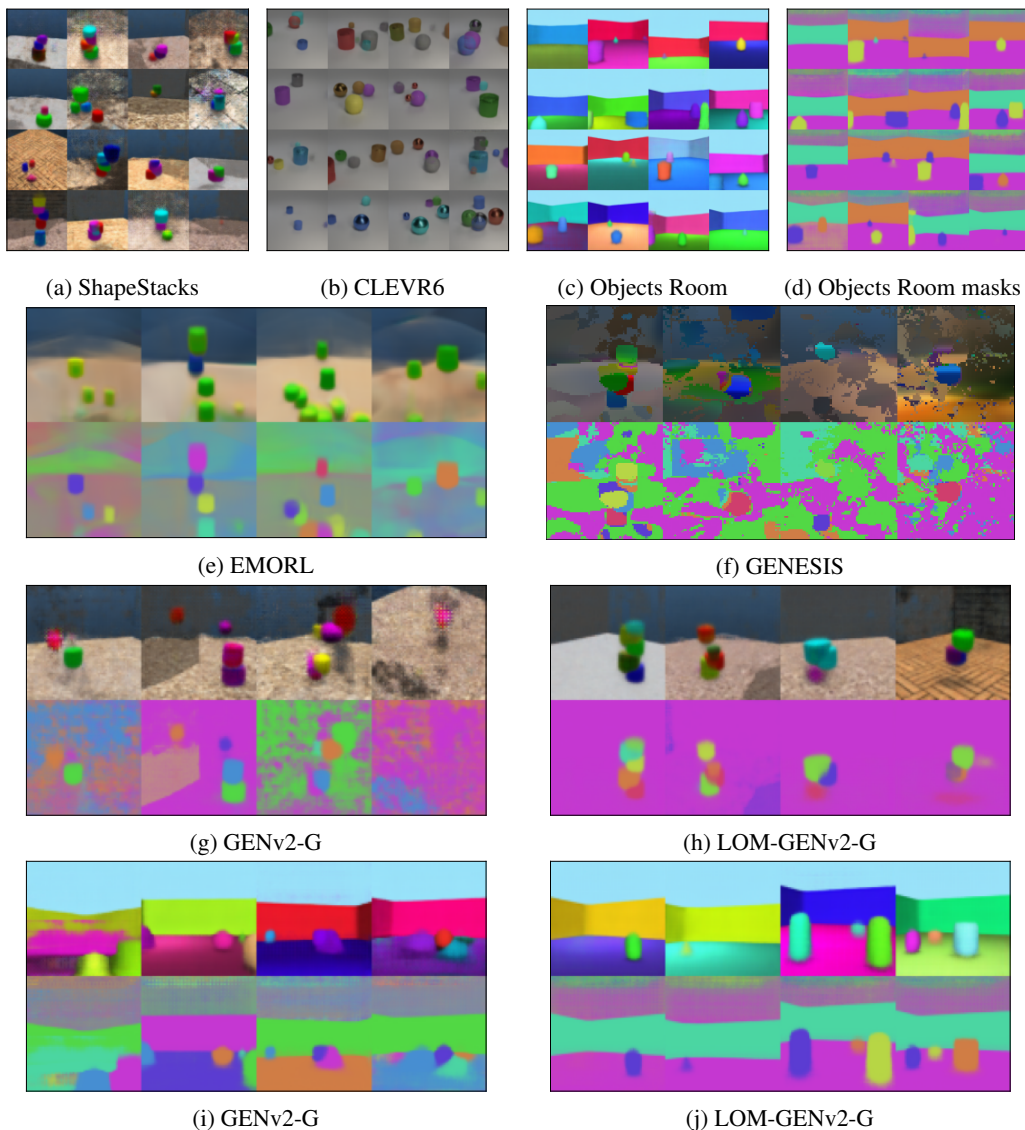 (a) ShapeStacks
(b) CLEVR6
(c) Objects Room
(d) Objects Room masks
(e) EMORL
(f) GENESIS
(g) GENv2-G
(h) LOM-GENv2-G
(i) GENv2-G
(j) LOM-GENv2-G